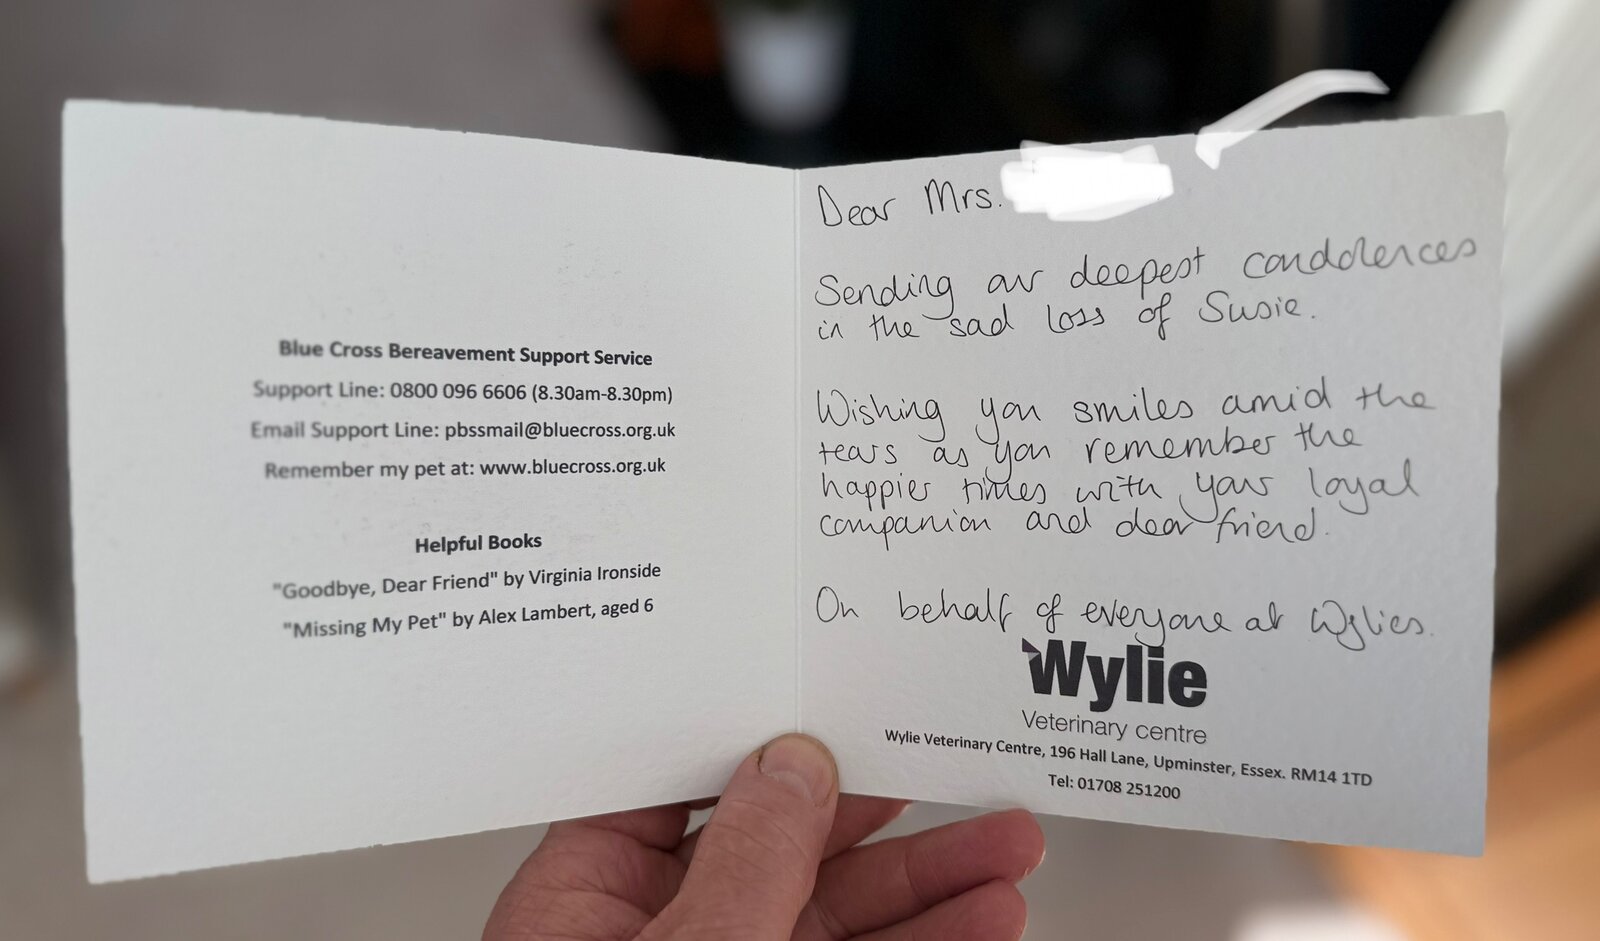 Blue Cross Bereavement Support Service
Support Line: 0800 096 6606 (8.30am-8.30pm)
Email Support Line: pbssmail@bluecross.org.uk
Remember my pet at: www.bluecross.org.uk
Helpful Books
"Goodbye, Dear Friend" by Virginia Ironside
"Missing My Pet" by Alex Lambert, aged 6
Dear Mrs.
Sending our deepest condolences
in the sad loss of Susie.
Wishing you smiles amid the
tears as you remember the
happier times with your loyal
companion and dear friend.
On behalf of everyone at Wylies.
Wylie
Veterinary centre
Wylie Veterinary Centre, 196 Hall Lane, Upminster, Essex. RM14 1TD
Tel: 01708 251200